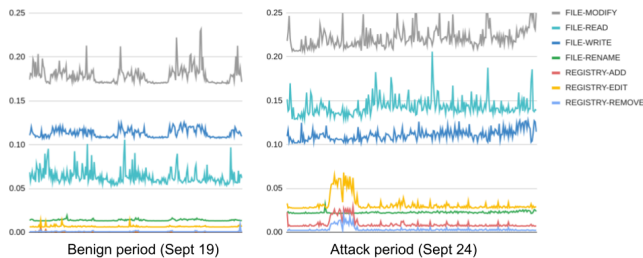 0.25
0.20
0.15
0.10
0.05
0.00
Benign period (Sept 19)
0.25
0.20
0.15
0.10
0.05
0.00
Attack period (Sept 24)
FILE-MODIFY
FILE-READ
FILE-WRITE
FILE-RENAME
REGISTRY-ADD
REGISTRY-EDIT
REGISTRY-REMOVE